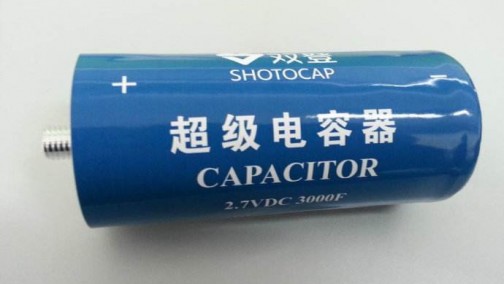 双登
SHOTOCAP
+ -
超级电容器
CAPACITOR
2.7VDC 3000F